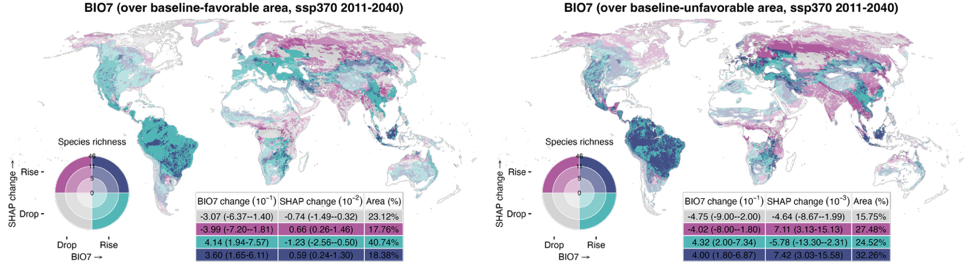 BIO7 (over baseline-favorable area, ssp370 2011-2040)
SHAP change →
Rise
Drop
Species richness
0
Drop
Rise
BIO7 →
BIO7 change (10⁻¹) SHAP change (10⁻²) Area (%)
-3.07 (-6.37--1.40) -0.74 (-1.49--0.32) 23.12%
-3.99 (-7.20--1.81) 0.66 (0.26-1.46) 17.76%
4.14 (1.94-7.57) -1.23 (-2.56--0.50) 40.74%
3.60 (1.65-6.11) 0.59 (0.24-1.30) 18.38%
BIO7 (over baseline-unfavorable area, ssp370 2011-2040)
SHAP change →
Rise
Drop
Species richness
0
Drop
Rise
BIO7 →
BIO7 change (10⁻¹) SHAP change (10⁻³) Area (%)
-4.75 (-9.00--2.00) -4.64 (-8.67--1.99) 15.75%
-4.02 (-8.00--1.80) 7.11 (3.13-15.13) 27.48%
4.32 (2.00-7.34) -5.78 (-13.30--2.31) 24.52%
4.00 (1.80-6.87) 7.42 (3.03-15.58) 32.26%